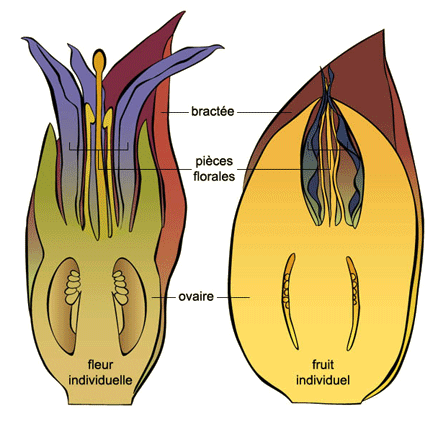 bractée
pièces
florales
ovaire
fleur
individuelle
fruit
individuel